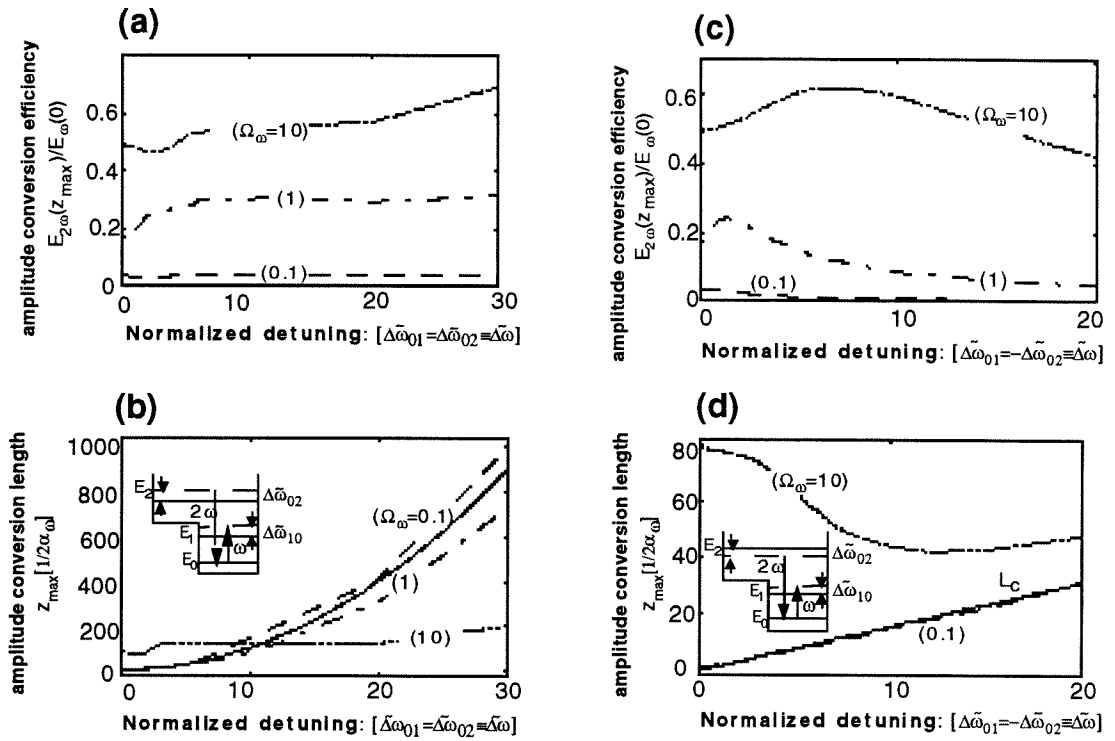 (a)
amplitude conversion efficiency
E2ω(zmax)/Eω(0)
0.6
0.4
0.2
0
(Ωω=10)
(1)
(0.1)
0 10 20 30
Normalized detuning: [Δω̃01=Δω̃02≡Δω̃]
(c)
amplitude conversion efficiency
E2ω(zmax)/Eω(0)
0.6
0.4
0.2
0
(Ωω=10)
(0.1)
(1)
0 10 20
Normalized detuning: [Δω̃01=-Δω̃02≡Δω̃]
(b)
amplitude conversion length
zmax[1/2αω]
1000
800
600
400
200
0
E2
Δω̃02
2ω
E1
Δω̃10
ω
E0
(Ωω=0.1)
(1)
(10)
0 10 20 30
Normalized detuning: [Δω̃01=Δω̃02≡Δω̃]
(d)
amplitude conversion length
zmax[1/2αω]
80
60
40
20
0
(Ωω=10)
E2
Δω̃02
2ω
E1
Δω̃10
ω
E0
Lc
(0.1)
0 10 20
Normalized detuning: [Δω̃01=-Δω̃02≡Δω̃]